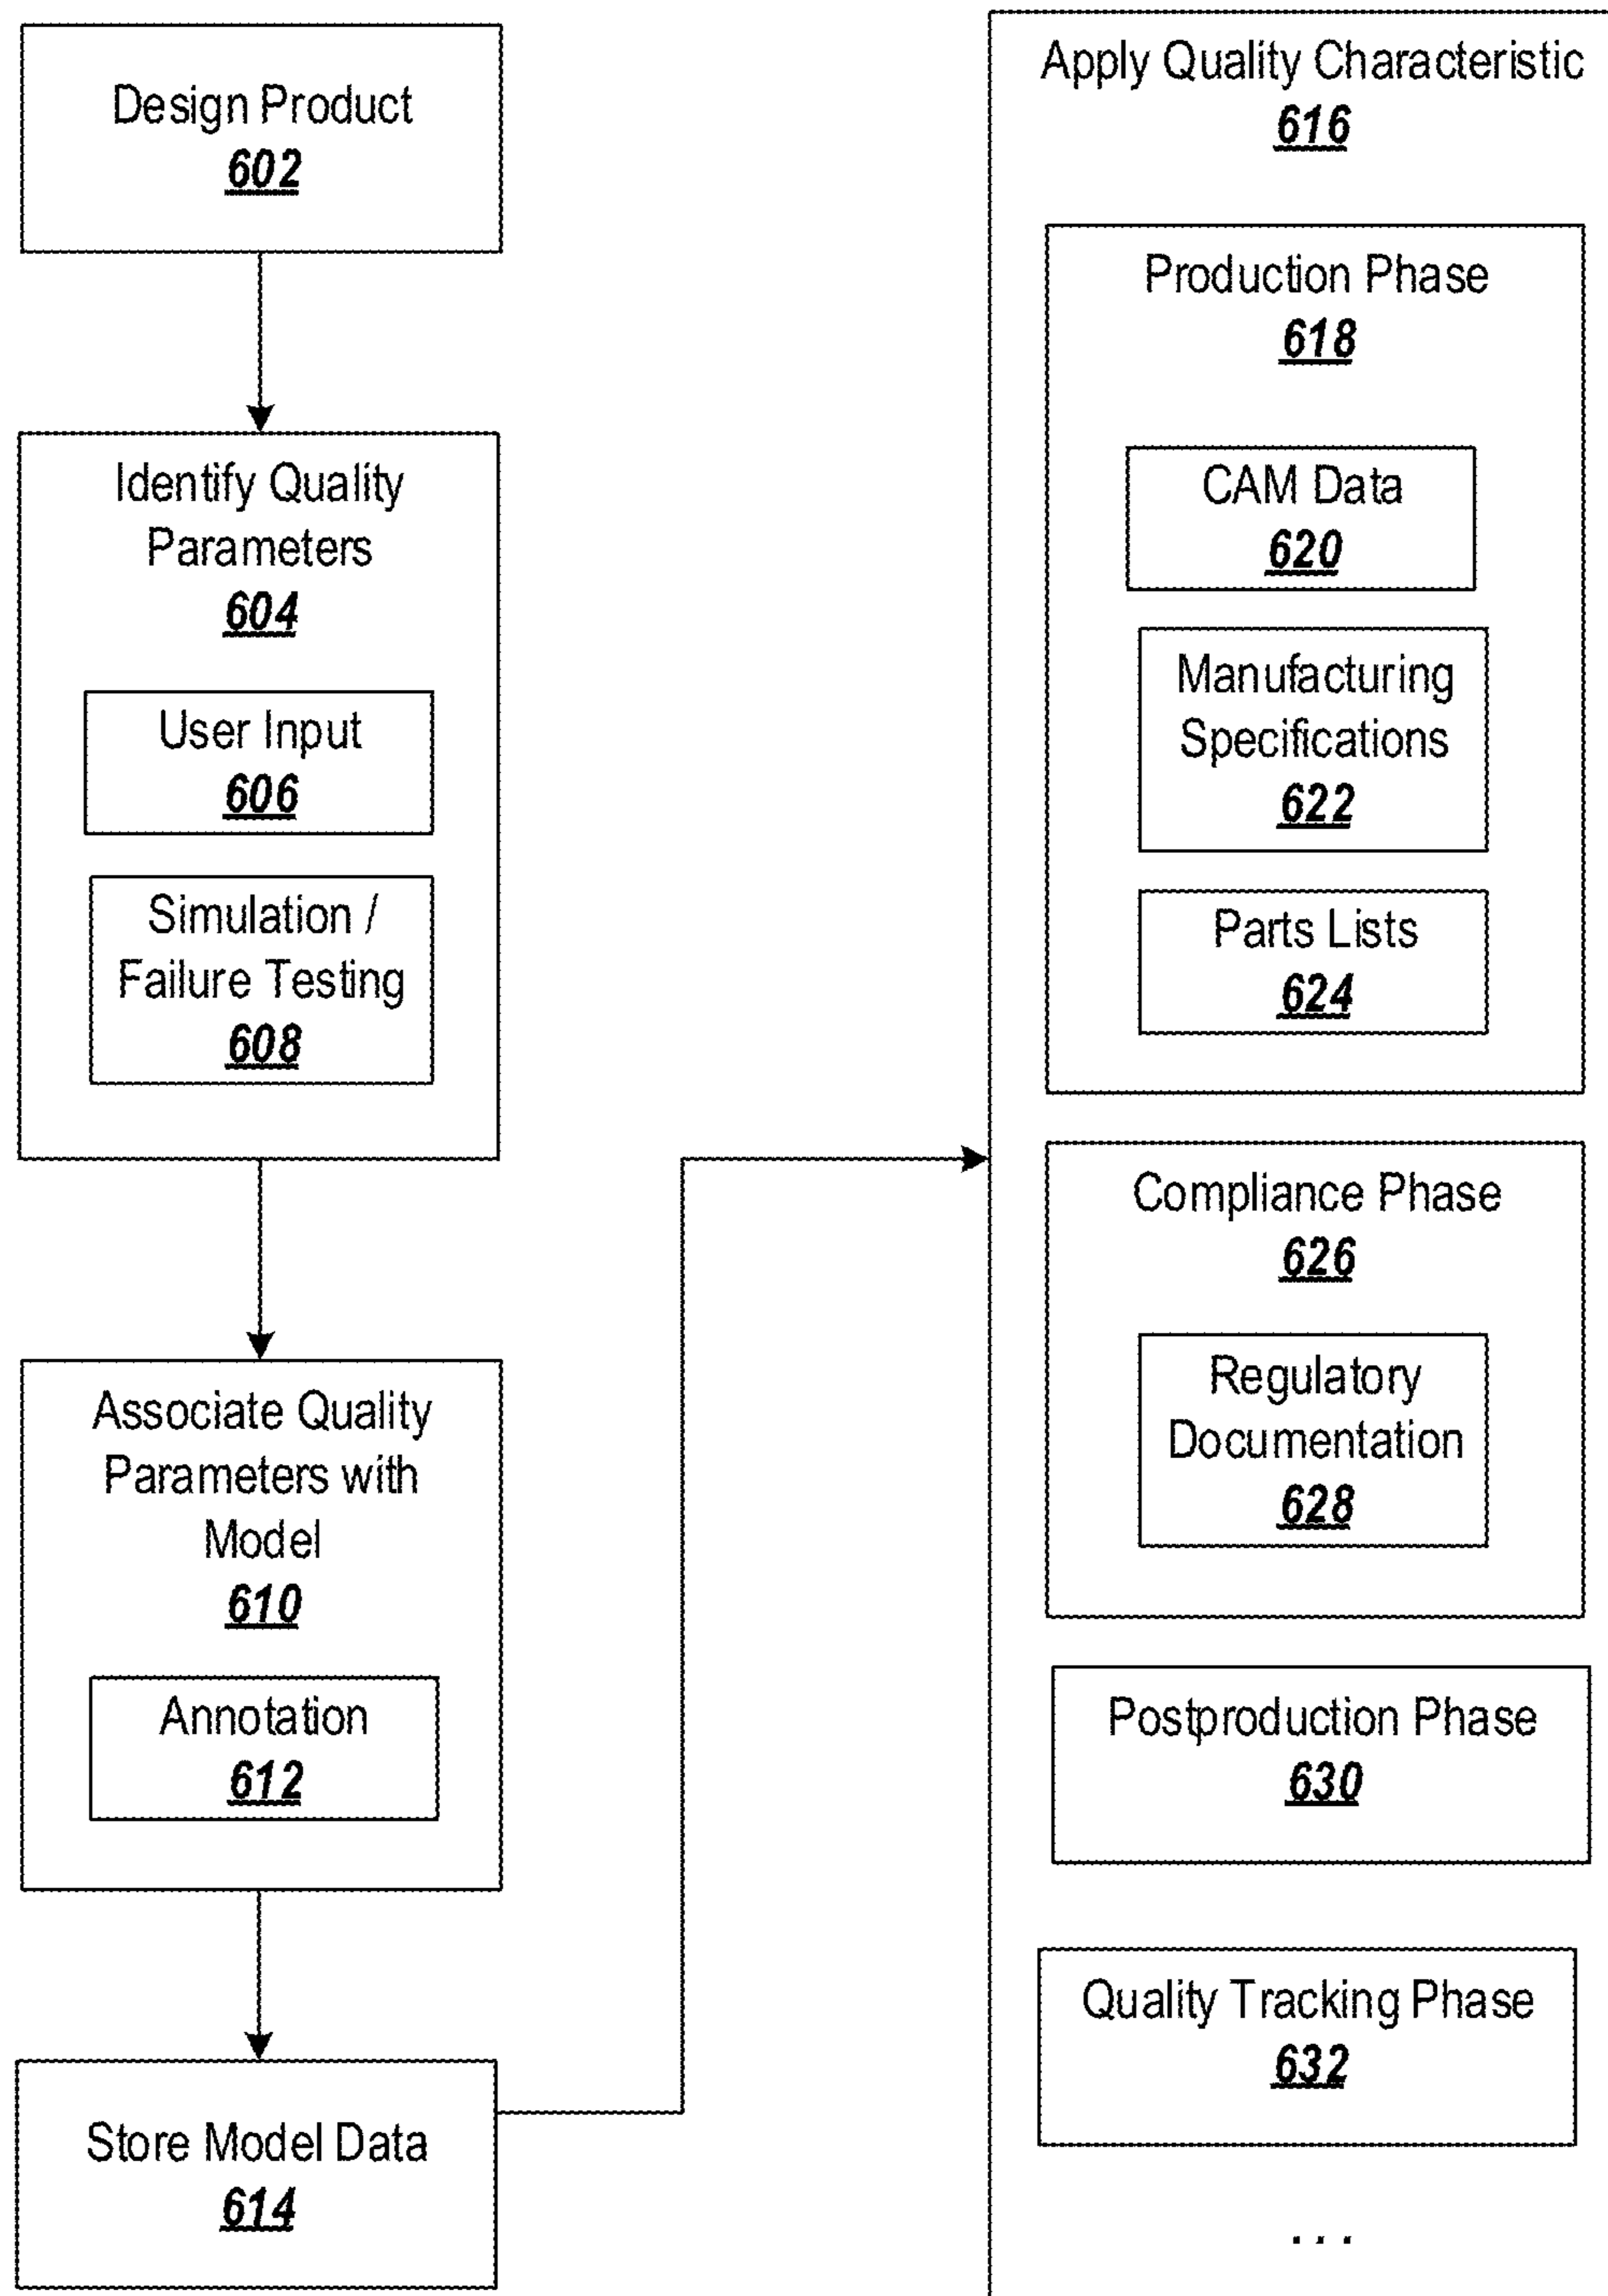 Design Product
602
Identify Quality
Parameters
604
User Input
606
Simulation /
Failure Testing
608
Associate Quality
Parameters with
Model
610
Annotation
612
Store Model Data
614
Apply Quality Characteristic
616
Production Phase
618
CAM Data
620
Manufacturing
Specifications
622
Parts Lists
624
Compliance Phase
626
Regulatory
Documentation
628
Postproduction Phase
630
Quality Tracking Phase
632
...